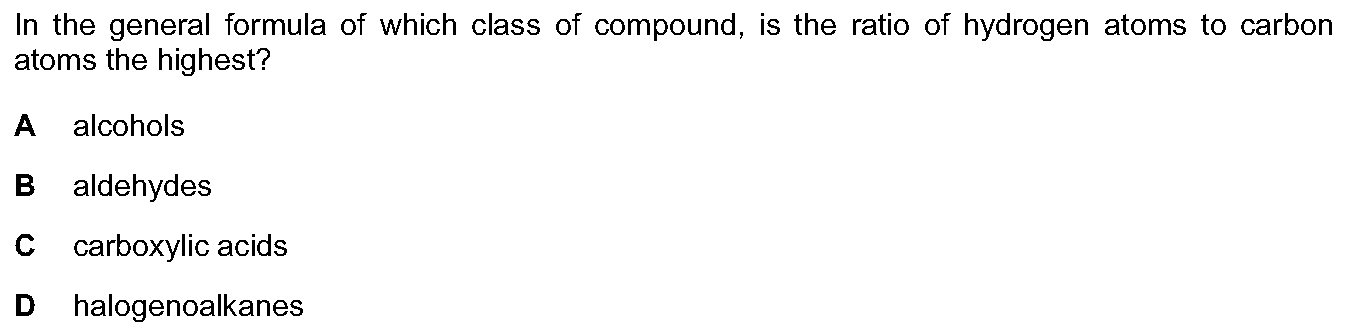 In the general formula of which class of compound, is the ratio of hydrogen atoms to carbon
atoms the highest?
A alcohols
B aldehydes
C carboxylic acids
D halogenoalkanes